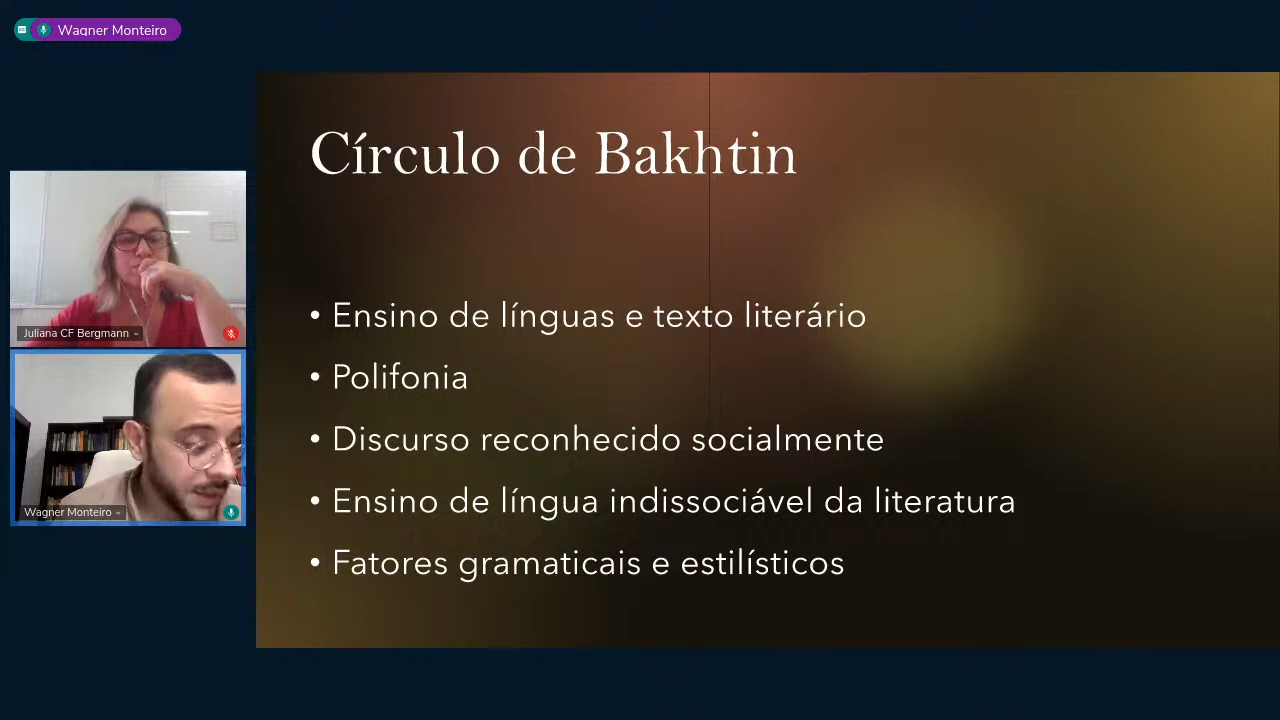 Wagner Monteiro
Círculo de Bakhtin
• Ensino de línguas e texto literário
• Polifonia
• Discurso reconhecido socialmente
• Ensino de língua indissociável da literatura
• Fatores gramaticais e estilísticos
Juliana CF Bergmann
Wagner Monteiro